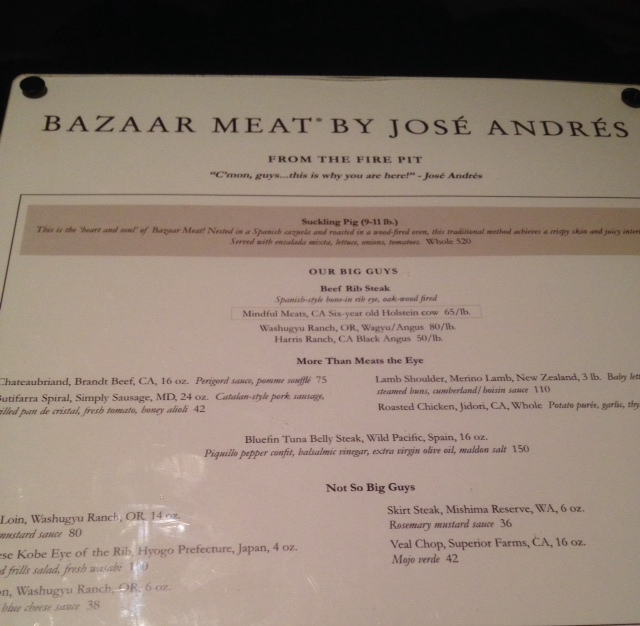 BAZAAR MEAT® BY JOSÉ ANDRÉS
FROM THE FIRE PIT
"C'mon, guys...this is why you are here!" - José Andrés
Suckling Pig (9-11 lb.)
This is the 'heart and soul' of Bazaar Meat! Nested in a Spanish cazuela and roasted in a wood-fired oven, this traditional method achieves a crispy skin and juicy
Served with ensalada mixta, lettuce, onions, tomatoes. Whole 520
OUR BIG GUYS
Beef Rib Steak
Spanish-style bone-in rib eye, oak-wood fired
Mindful Meats, CA Six-year old Holstein cow 65/lb.
Washugyu Ranch, OR, Wagyu/Angus 80/lb.
Harris Ranch, CA Black Angus 50/lb.
More Than Meats the Eye
Chateaubriand, Brandt Beef, CA, 16 oz. Perigord sauce, pomme soufflé 75
Butifarra Spiral, Simply Sausage, MD, 24 oz. Catalan-style pork sausage,
pan de cristal, fresh tomato, honey alioli 42
Lamb Shoulder, Merino Lamb, New Zealand, 3 lb. Baby
steamed buns, cumberland/boisin sauce 110
Roasted Chicken, Jidori, CA, Whole Potato purée, garlic,
Bluefin Tuna Belly Steak, Wild Pacific, Spain, 16 oz.
Piquillo pepper confit, balsalmic vinegar, extra virgin olive oil, maldon salt 150
Not So Big Guys
Loin, Washugyu Ranch, OR, 14 oz.
mustard sauce 80
Kobe Eye of the Rib, Hyogo Prefecture, Japan, 4 oz.
frills salad, fresh wasabi
Washugyu Ranch, OR, 6 oz.
blue cheese sauce 38
Skirt Steak, Mishima Reserve, WA, 6 oz.
Rosemary mustard sauce 36
Veal Chop, Superior Farms, CA, 16 oz.
Mojo verde 42